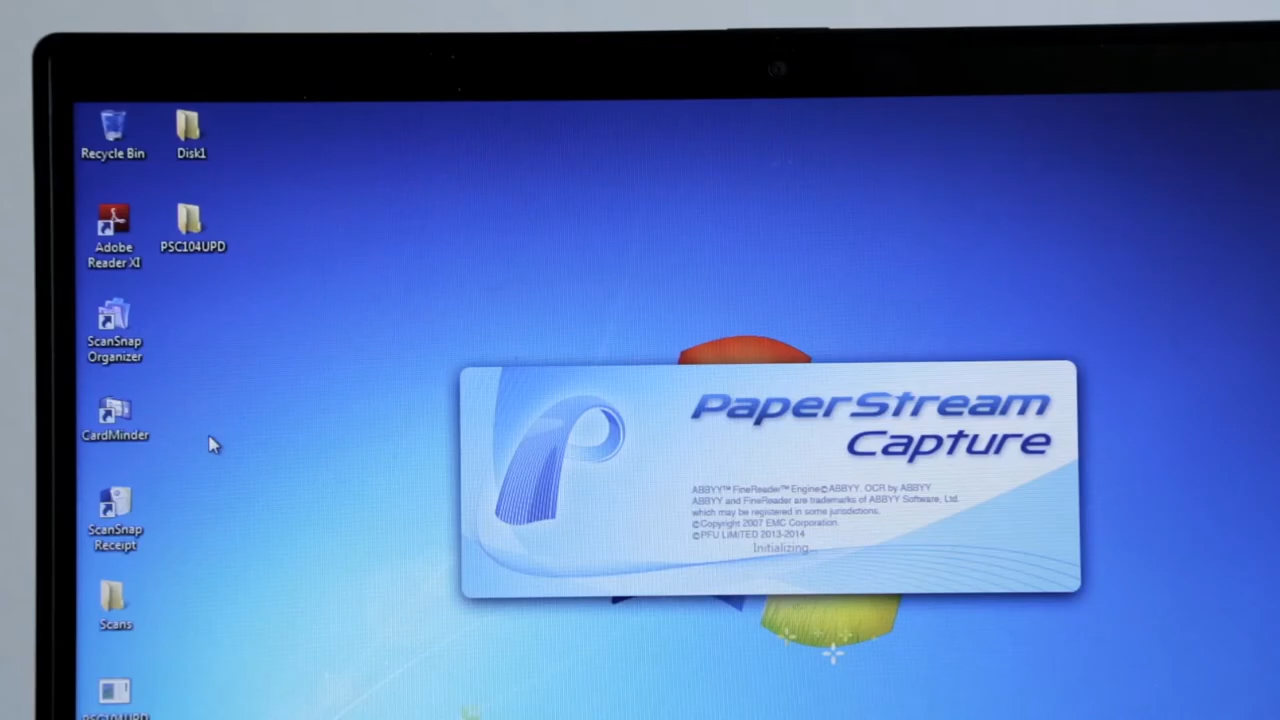 Recycle Bin
Disk1
Adobe
Reader XI
PSC104UPD
ScanSnap
Organizer
CardMinder
ScanSnap
Receipt
Scans
PSC104UPD
PaperStream
Capture
ABBYY™ FineReader™ Engine©ABBYY. OCR by ABBYY
ABBYY and FineReader are trademarks of ABBYY Software, Ltd.
which may be registered in some jurisdictions.
©Copyright 2007 EMC Corporation.
©PFU LIMITED 2013-2014
Initializing...